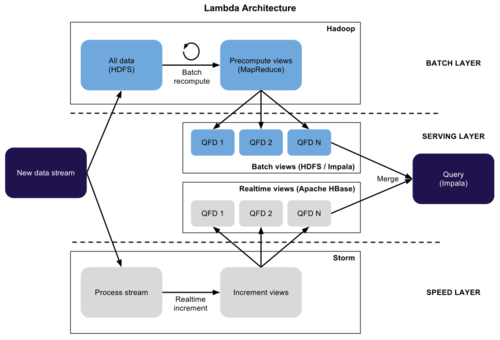 Lambda Architecture
Hadoop
All data
(HDFS)
Batch
recompute
Precompute views
(MapReduce)
BATCH LAYER
QFD 1
QFD 2
QFD N
Batch views (HDFS / Impala)
SERVING LAYER
New data stream
Merge
Query
(Impala)
Realtime views (Apache HBase)
QFD 1
QFD 2
QFD N
Storm
Process stream
Realtime
increment
Increment views
SPEED LAYER